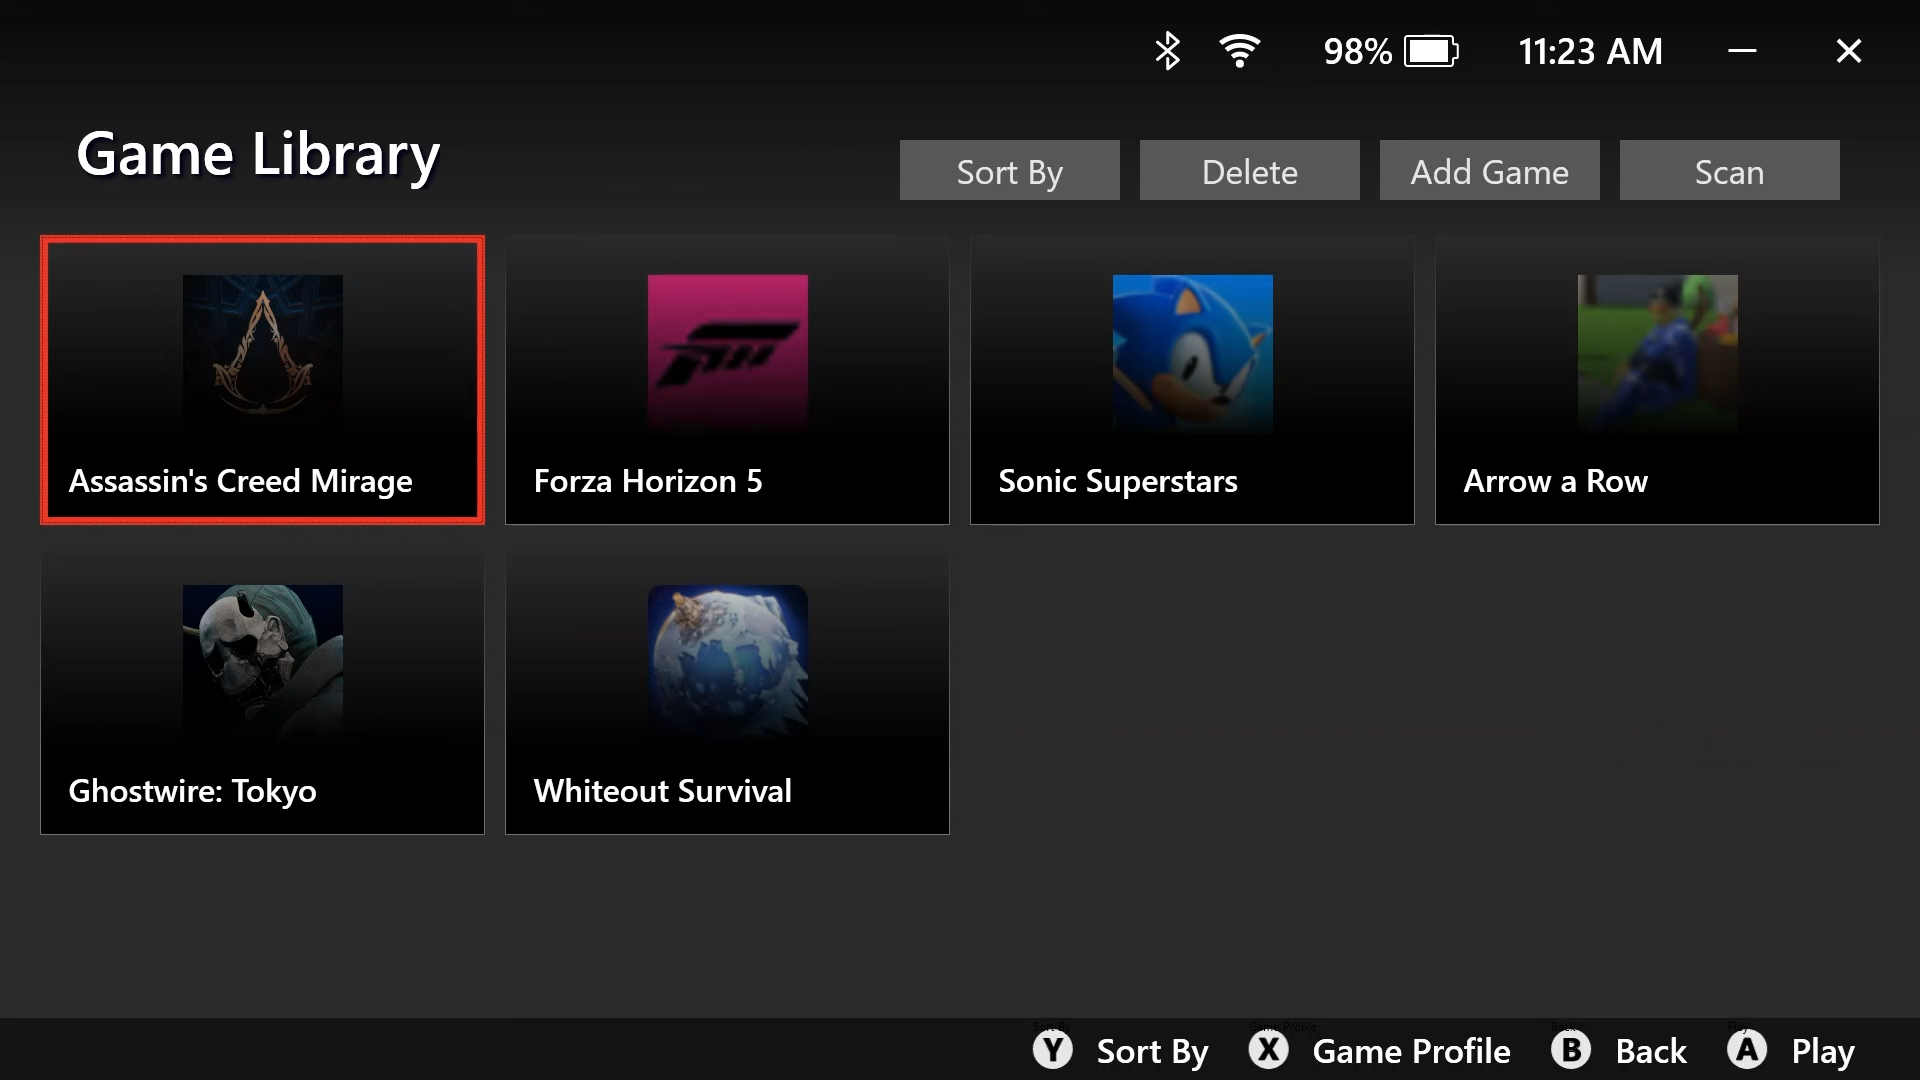 98% 11:23 AM
Game Library
Sort By Delete Add Game Scan
Assassin's Creed Mirage Forza Horizon 5 Sonic Superstars Arrow a Row
Ghostwire: Tokyo Whiteout Survival
Y Sort By X Game Profile B Back A Play